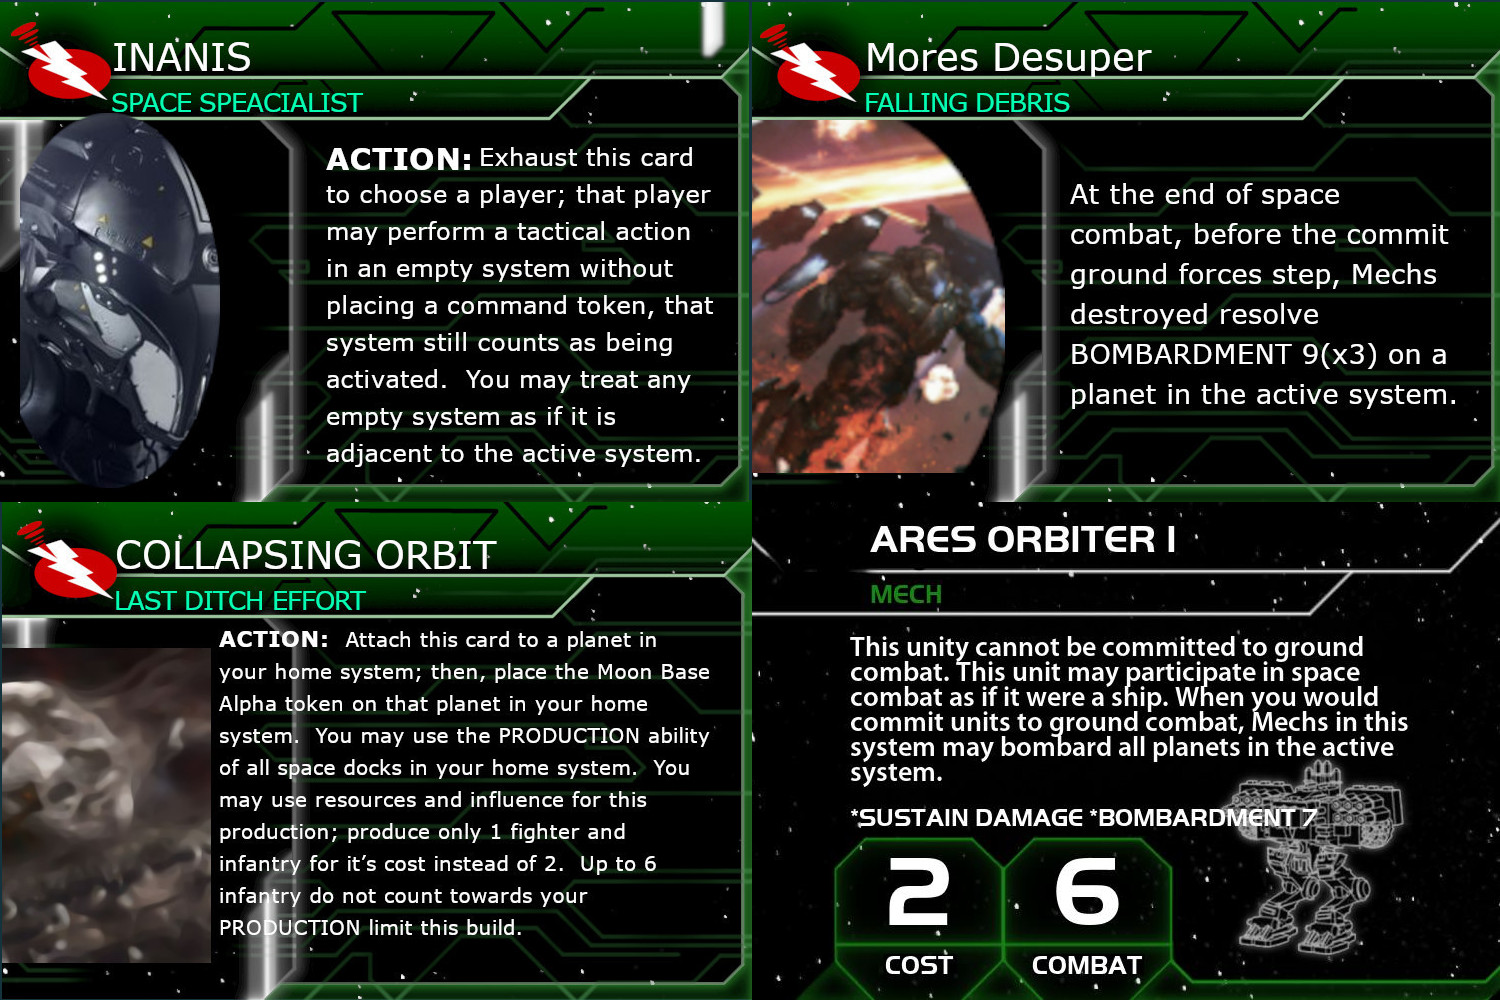 INANIS
SPACE SPEACIALIST
ACTION: Exhaust this card
to choose a player; that player
may perform a tactical action
in an empty system without
placing a command token, that
system still counts as being
activated. You may treat any
empty system as if it is
adjacent to the active system.
Mores Desuper
FALLING DEBRIS
At the end of space
combat, before the commit
ground forces step, Mechs
destroyed resolve
BOMBARDMENT 9(x3) on a
planet in the active system.
COLLAPSING ORBIT
LAST DITCH EFFORT
ACTION: Attach this card to a planet in
your home system; then, place the Moon Base
Alpha token on that planet in your home
system. You may use the PRODUCTION ability
of all space docks in your home system. You
may use resources and influence for this
production; produce only 1 fighter and
infantry for it's cost instead of 2. Up to 6
infantry do not count towards your
PRODUCTION limit this build.
ARES ORBITER I
MECH
This unity cannot be committed to ground
combat. This unit may participate in space
combat as if it were a ship. When you would
commit units to ground combat, Mechs in this
system may bombard all planets in the active
system.
*SUSTAIN DAMAGE *BOMBARDMENT 7
2 6
COST COMBAT